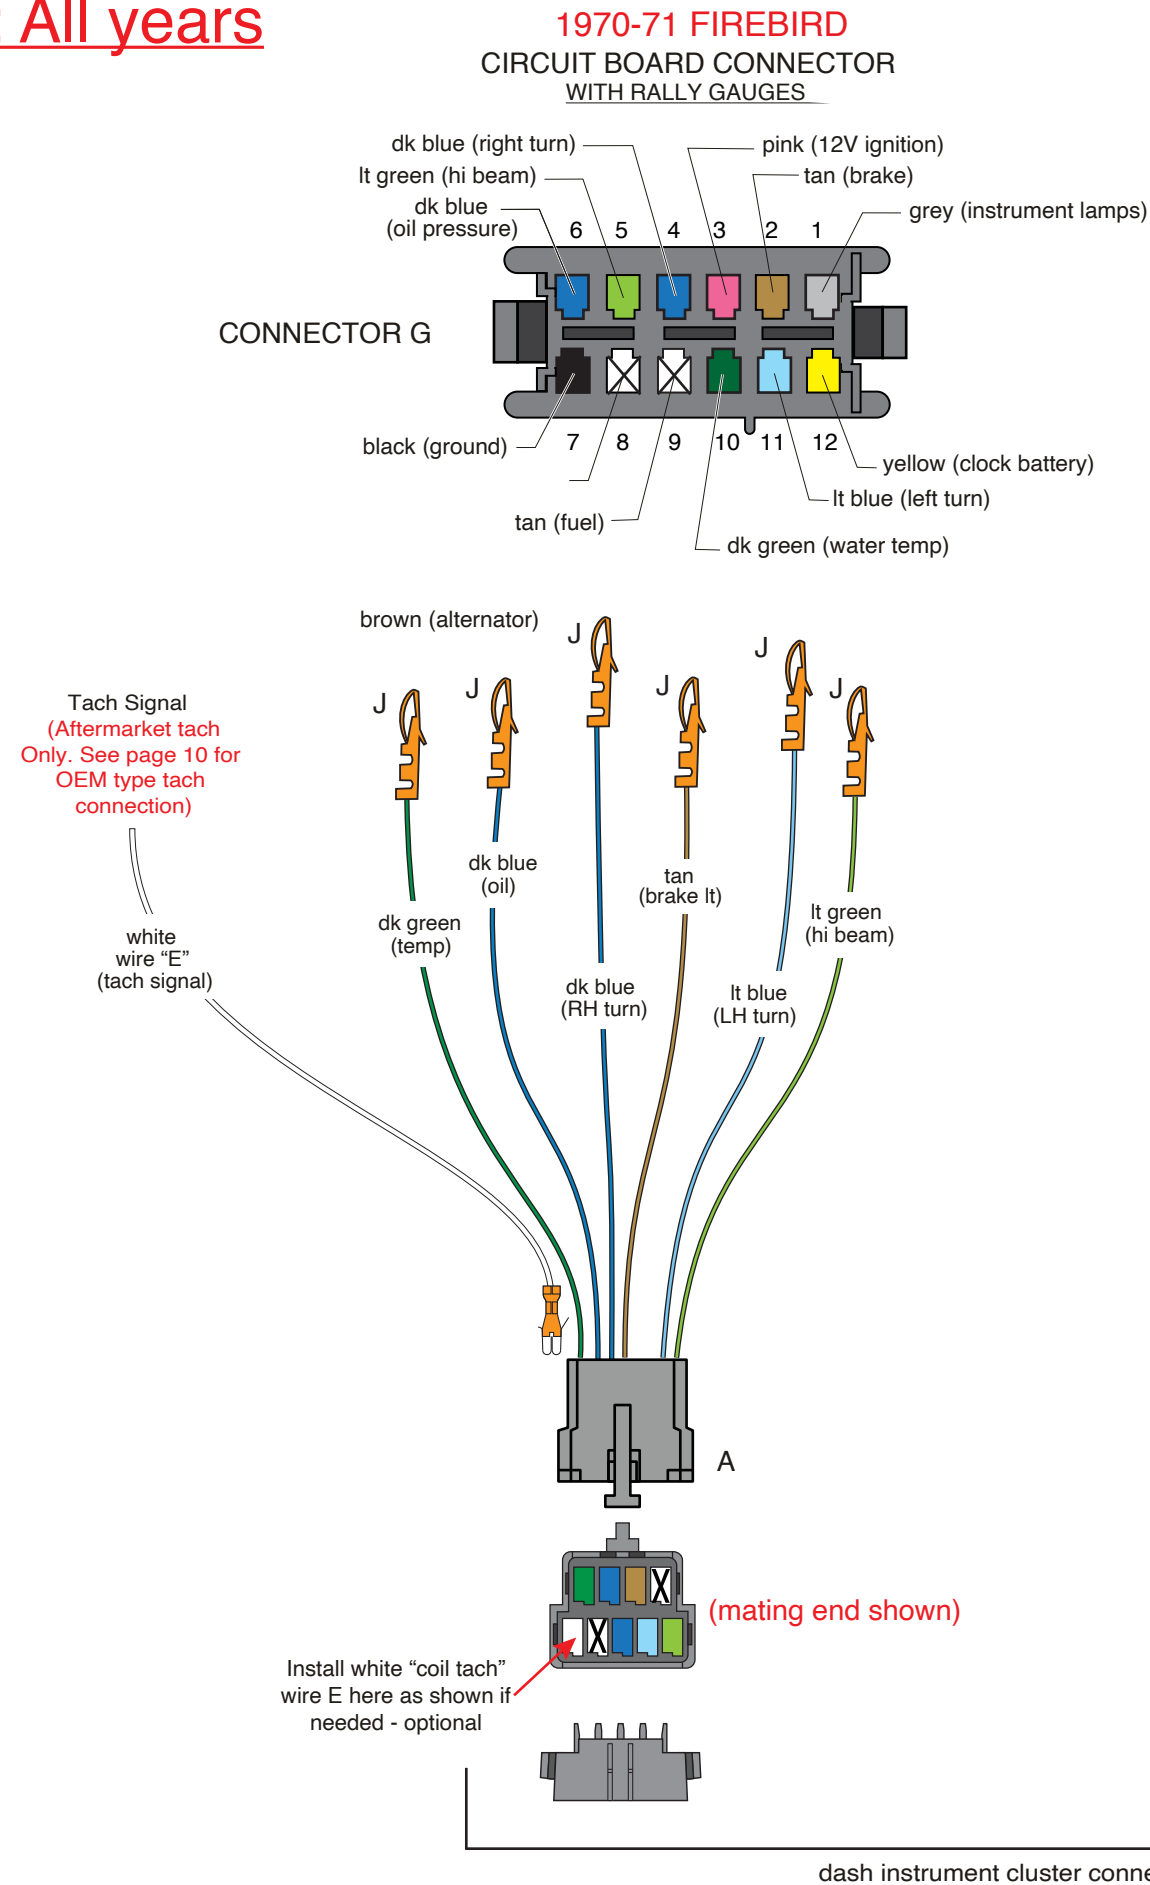 : All years
1970-71 FIREBIRD
CIRCUIT BOARD CONNECTOR
WITH RALLY GAUGES
dk blue (right turn)
pink (12V ignition)
lt green (hi beam)
tan (brake)
dk blue
(oil pressure)
grey (instrument lamps)
6 5 4 3 2 1
CONNECTOR G
black (ground)
7 8 9 10 11 12
yellow (clock battery)
lt blue (left turn)
tan (fuel)
dk green (water temp)
brown (alternator)
J J J J J J
Tach Signal
(Aftermarket tach
Only. See page 10 for
OEM type tach
connection)
dk blue
(oil)
tan
(brake lt)
lt green
(hi beam)
dk green
(temp)
white
wire “E”
(tach signal)
dk blue
(RH turn)
lt blue
(LH turn)
A
X
X
(mating end shown)
Install white “coil tach”
wire E here as shown if
needed - optional
dash instrument cluster conne